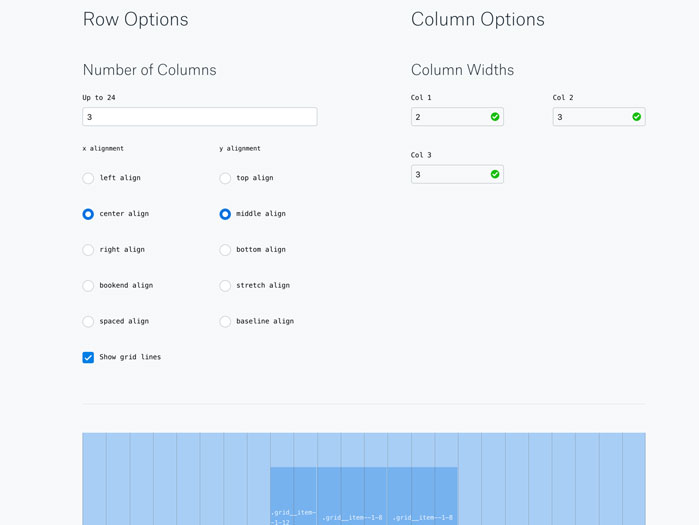 Row Options
Column Options
Number of Columns
Column Widths
Up to 24
Col 1
Col 2
3
2
3
x alignment
y alignment
Col 3
left align
top align
3
center align
middle align
right align
bottom align
bookend align
stretch align
spaced align
baseline align
Show grid lines
.grid__item-
-1-12
.grid__item--1-8
.grid__item--1-8